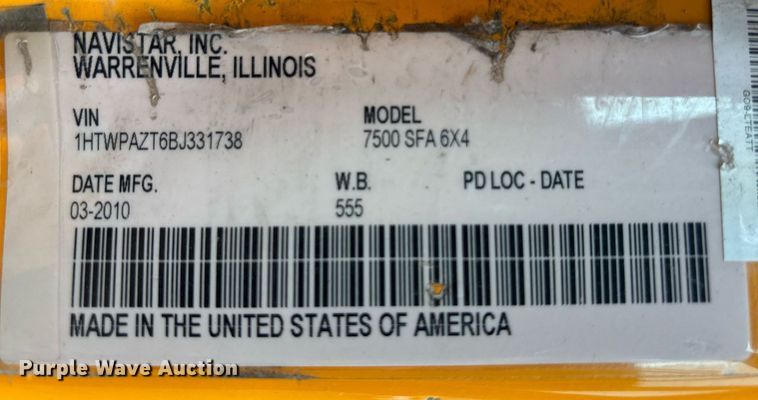 NAVISTAR, INC.
WARRENVILLE, ILLINOIS
VIN MODEL
1HTWPAZT6BJ331738 7500 SFA 6X4
DATE MFG. W.B. PD LOC - DATE
03-2010 555
MADE IN THE UNITED STATES OF AMERICA
Purple Wave Auction